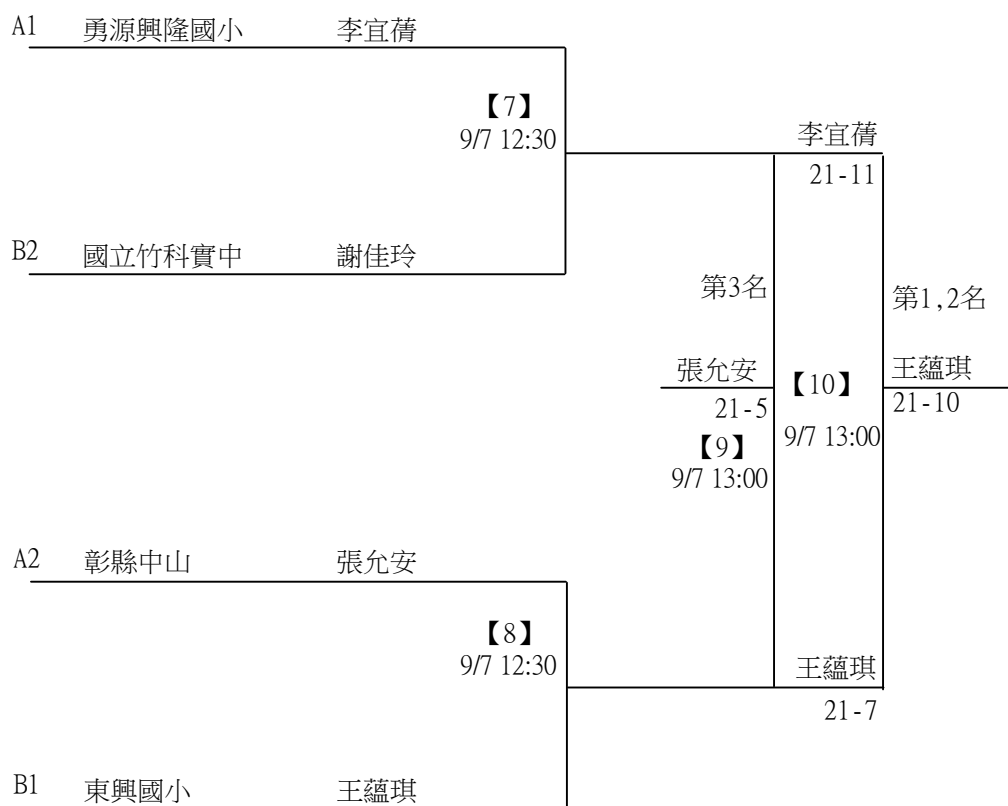 A1 勇源興隆國小 李宜蒨
【7】
9/7 12:30
李宜蒨
21-11
B2 國立竹科實中 謝佳玲
第3名
第1,2名
張允安
21-5
【9】
9/7 13:00
【10】
9/7 13:00
王蘊琪
21-10
A2 彰縣中山 張允安
【8】
9/7 12:30
王蘊琪
21-7
B1 東興國小 王蘊琪